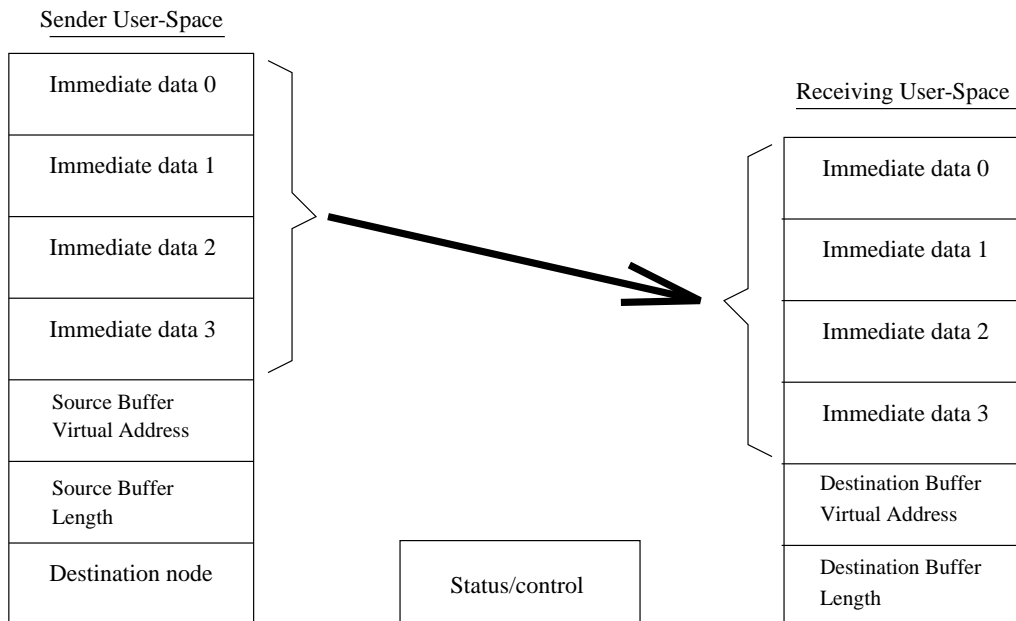 Sender User-Space
Immediate data 0
Immediate data 1
Immediate data 2
Immediate data 3
Source Buffer
Virtual Address
Source Buffer
Length
Destination node
Status/control
Receiving User-Space
Immediate data 0
Immediate data 1
Immediate data 2
Immediate data 3
Destination Buffer
Virtual Address
Destination Buffer
Length